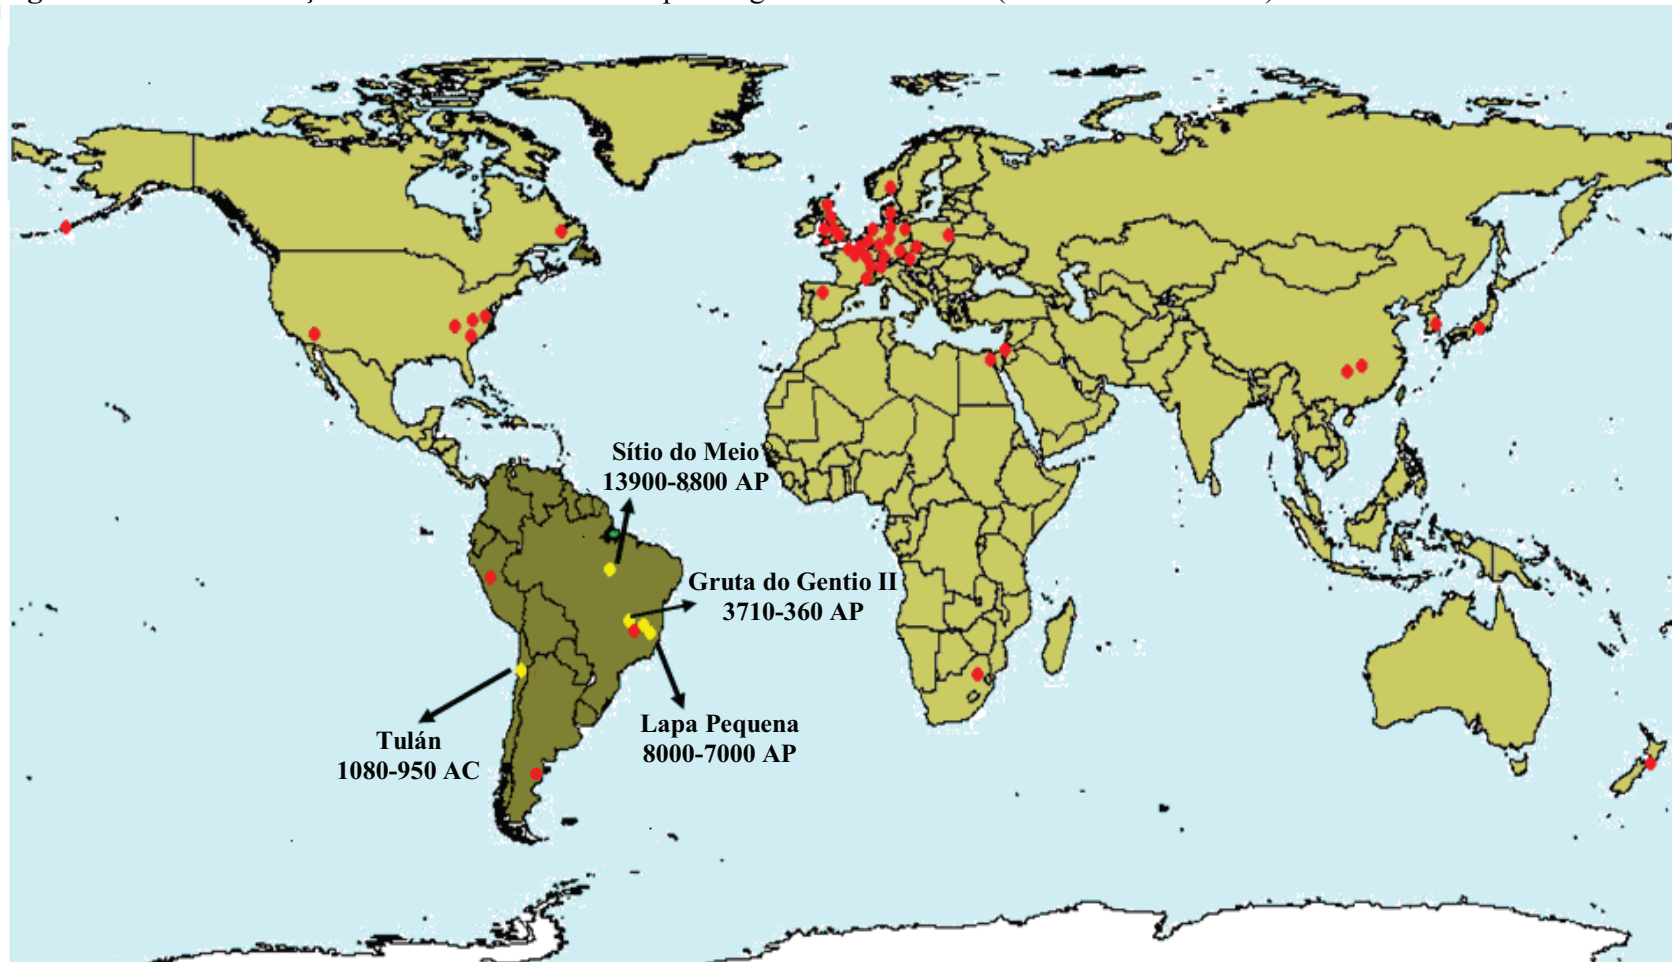 Sítio do Meio
13900-8800 AP
Gruta do Gentio II
3710-360 AP
Lapa Pequena
8000-7000 AP
Tulán
1080-950 AC